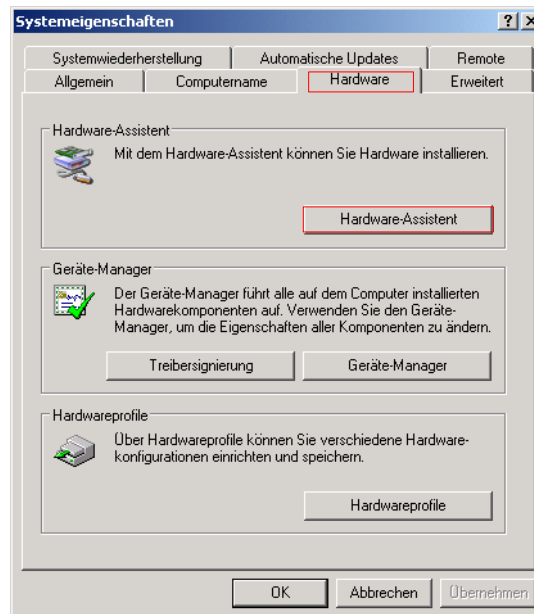 Systemeigenschaften
Systemwiederherstellung Automatische Updates Remote
Allgemein Computername Hardware Erweitert
Hardware-Assistent
Mit dem Hardware-Assistent können Sie Hardware installieren.
Hardware-Assistent
Geräte-Manager
Der Geräte-Manager führt alle auf dem Computer installierten
Hardwarekomponenten auf. Verwenden Sie den Geräte-
Manager, um die Eigenschaften aller Komponenten zu ändern.
Treibersignierung Geräte-Manager
Hardwareprofile
Über Hardwareprofile können Sie verschiedene Hardware-
konfigurationen einrichten und speichern.
Hardwareprofile
OK Abbrechen Übernehmen